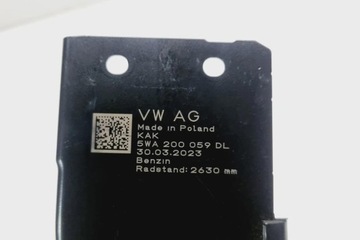 VW AG
Made in Poland
KAK
5WA 200 059 DL
30.03.2023
Benzin
Radstand: 2630 mm